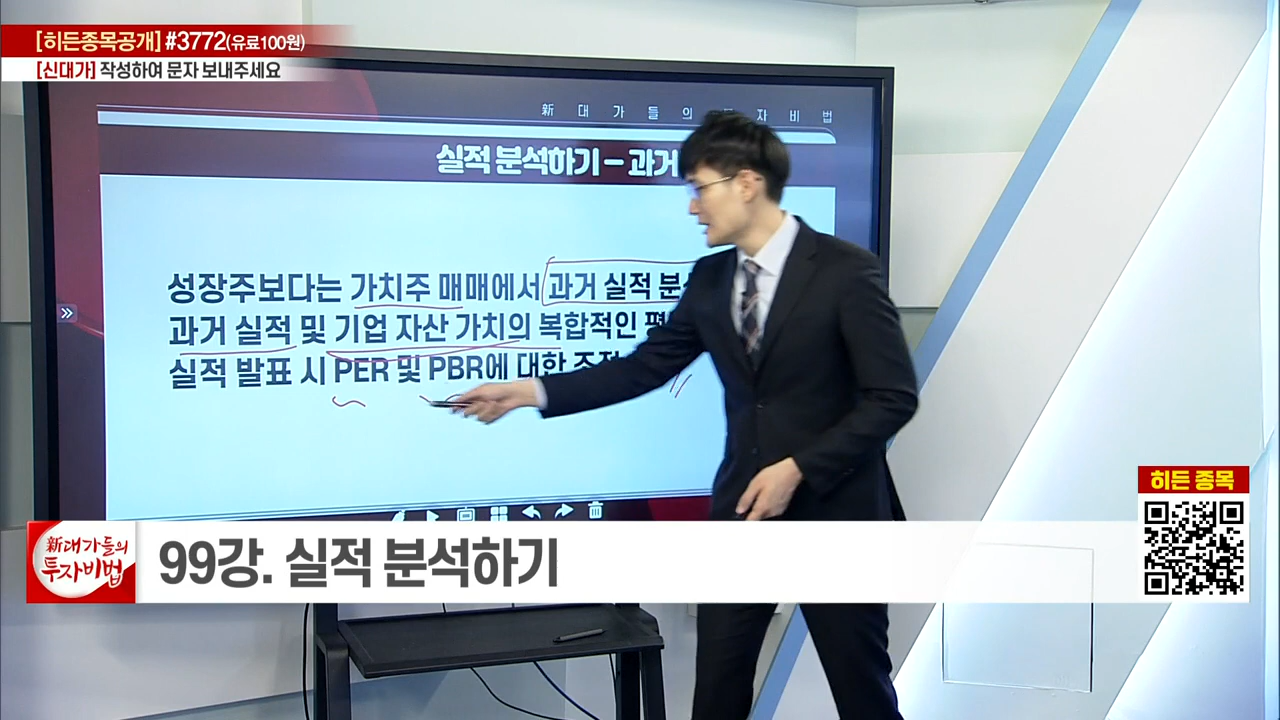 [히든종목공개] #3772(유료100원)
[신대가] 작성하여 문자 보내주세요
新 대 가 들 의 투 자 비 법
실적 분석하기 - 과거
성장주보다는 가치주 매매에서 과거 실적 분
과거 실적 및 기업 자산 가치의 복합적인
실적 발표 시 PER 및 PBR에 대한
히든 종목
新대가들의
투자비법
99강. 실적 분석하기